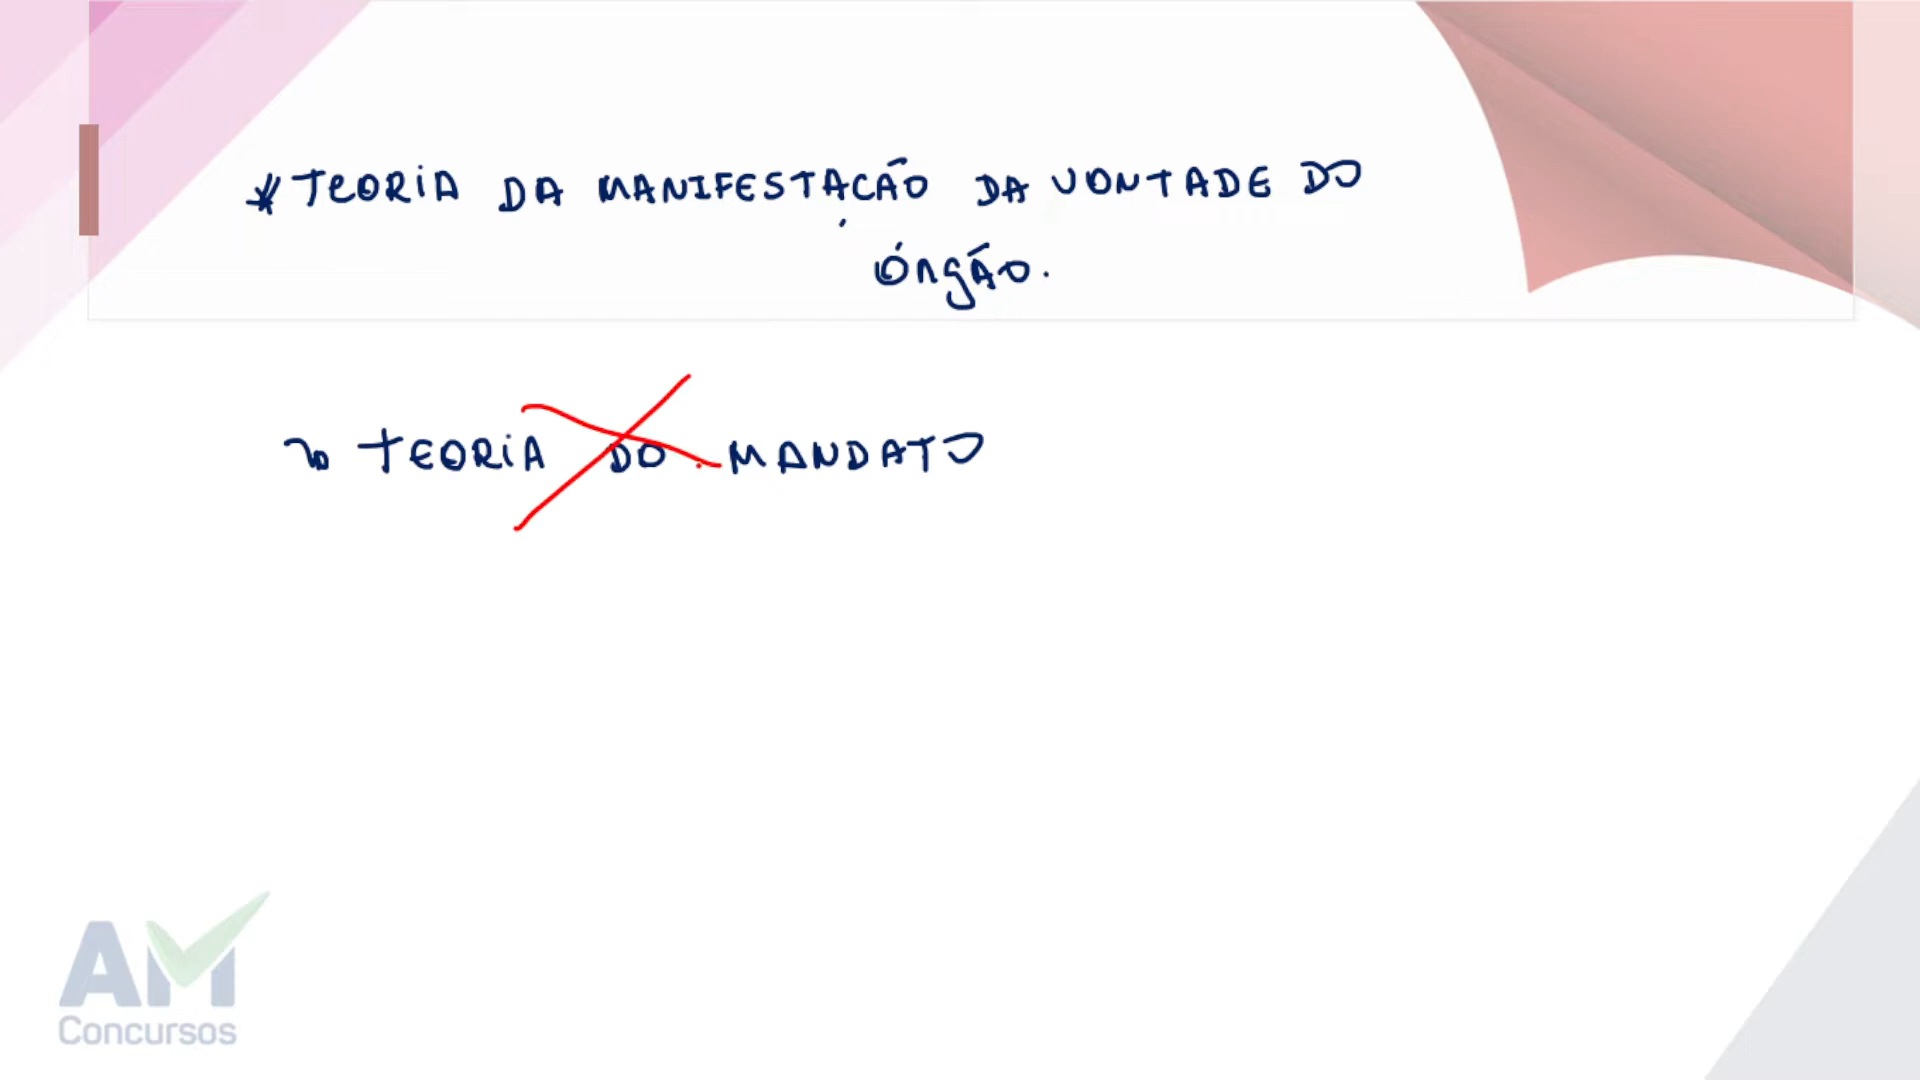 * TEORIA DA MANIFESTAÇÃO DA VONTADE DO
ÓRGÃO.
TEORIA DO MANDATO
AM
Concursos